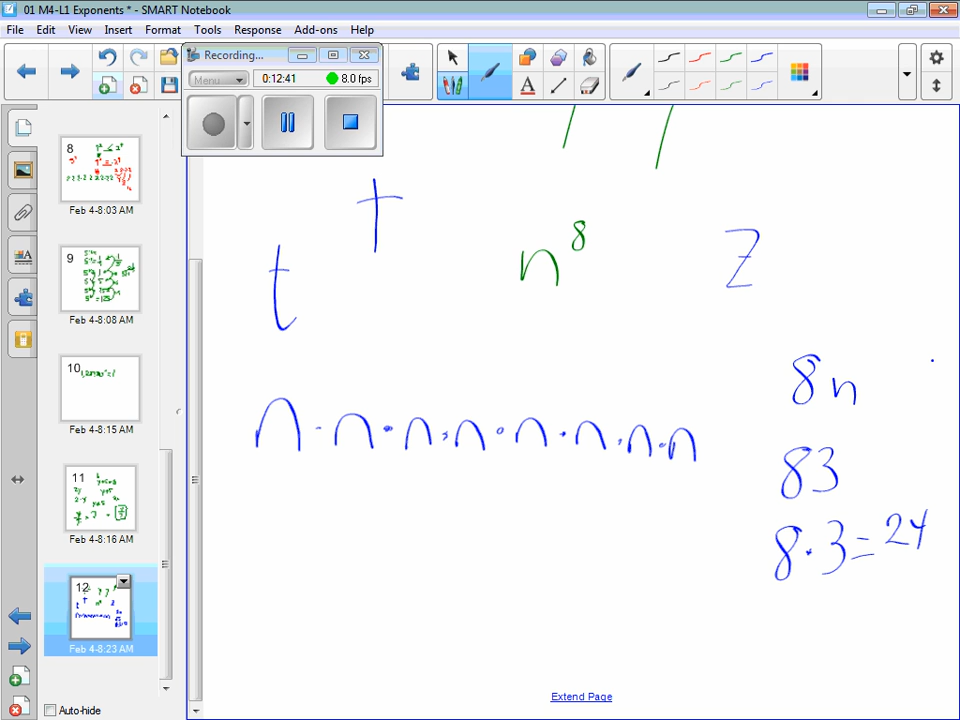 01 M4-L1 Exponents * - SMART Notebook
File Edit View Insert Format Tools Response Add-ons Help
Recording...
Menu 0:12:41 8.0 fps
8
Feb 4-8:03 AM
9
Feb 4-8:08 AM
10
Feb 4-8:15 AM
11
Feb 4-8:16 AM
12
Feb 4-8:23 AM
Auto-hide
t t n⁸ z
8n
n · n · n · n · n · n · n · n
83
8 · 3 = 24
Extend Page